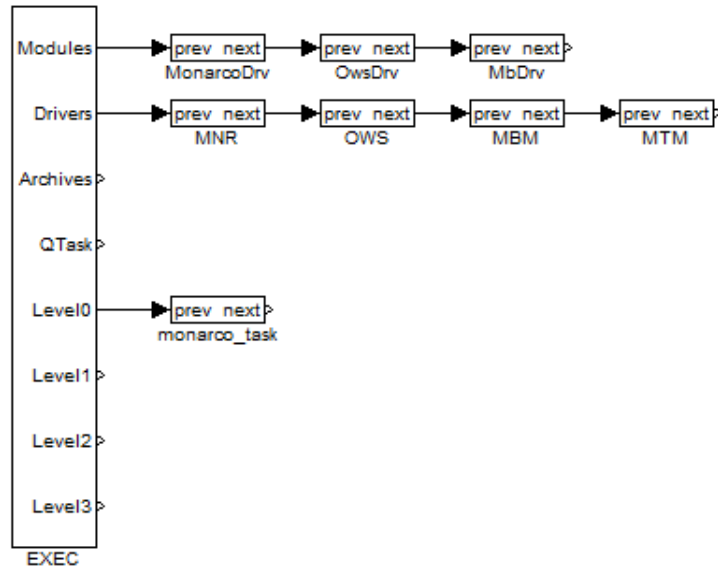 Modules prev next prev next prev next
MonarcoDrv OwsDrv MbDrv
Drivers prev next prev next prev next prev next
MNR OWS MBM MTM
Archives
QTask
Level0 prev next
monarco_task
Level1
Level2
Level3
EXEC